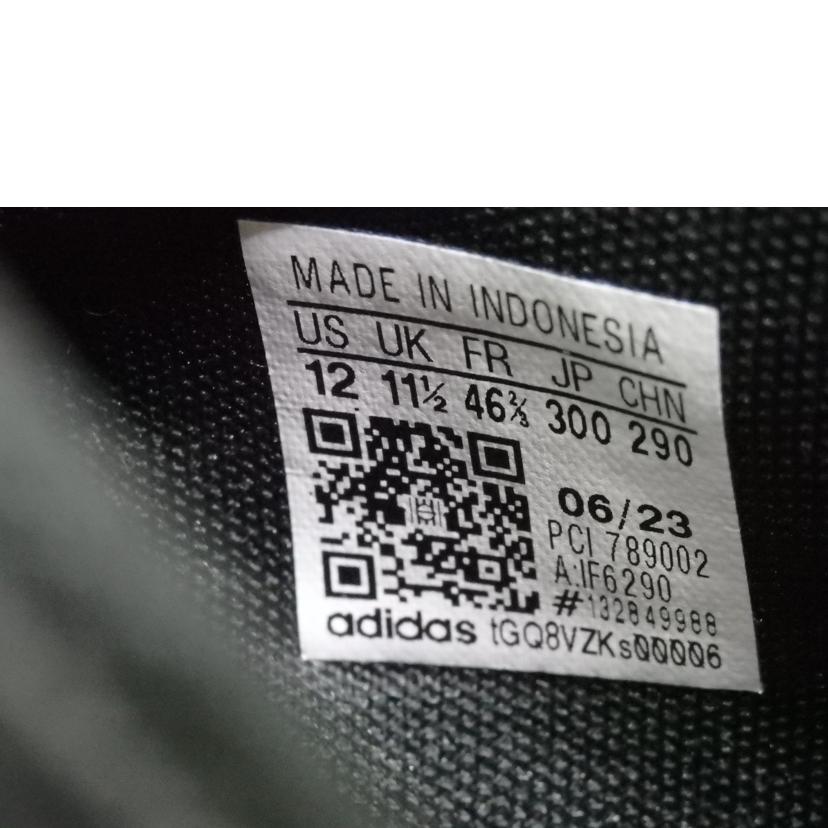 MADE IN INDONESIA
US UK FR JP CHN
12 11½ 46⅔ 300 290
06/23
PCI 789002
A:IF6290
#132849988
adidas tGQ8VZKs00006